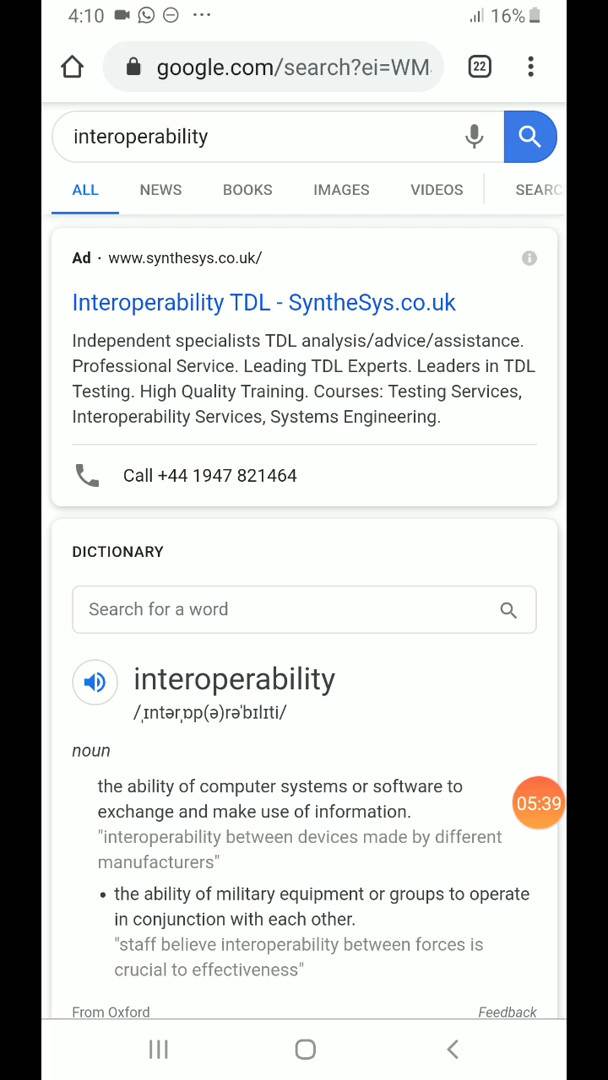 4:10 16%
google.com/search?ei=WM 22
interoperability
ALL NEWS BOOKS IMAGES VIDEOS SEARC
Ad · www.synthesys.co.uk/
Interoperability TDL - SyntheSys.co.uk
Independent specialists TDL analysis/advice/assistance.
Professional Service. Leading TDL Experts. Leaders in TDL
Testing. High Quality Training. Courses: Testing Services,
Interoperability Services, Systems Engineering.
Call +44 1947 821464
DICTIONARY
Search for a word
interoperability
/ˌɪntərˌɒp(ə)rəˈbɪlɪti/
noun
the ability of computer systems or software to
exchange and make use of information.
05:39
"interoperability between devices made by different
manufacturers"
• the ability of military equipment or groups to operate
in conjunction with each other.
"staff believe interoperability between forces is
crucial to effectiveness"
From Oxford Feedback